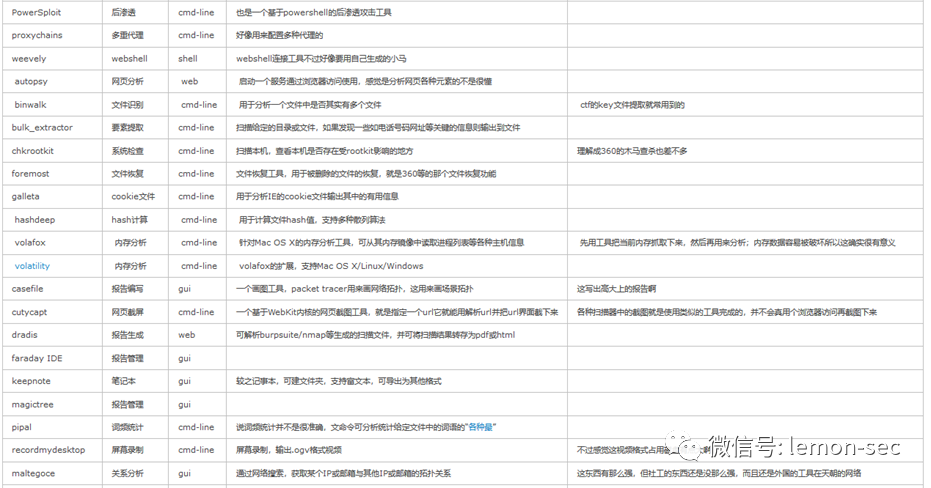 PowerSploit 后渗透 cmd-line 也是一个基于powershell的后渗透攻击工具
proxychains 多重代理 cmd-line 好像用来配置多种代理的
weevely webshell shell webshell连接工具不过好像要用自己生成的小马
autopsy 网页分析 web 启动一个服务通过浏览器访问使用，感觉是分析网页各种元素的不是很懂
binwalk 文件识别 cmd-line 用于分析一个文件中是否其实有多个文件 ctf的key文件提取就常用到的
bulk_extractor 要素提取 cmd-line 扫描给定的目录或文件，如果发现一些如电话号码网址等关键的信息则输出到文件
chkrootkit 系统检查 cmd-line 扫描本机，查看本机是否存在受rootkit影响的地方 理解成360的木马查杀也差不多
foremost 文件恢复 cmd-line 文件恢复工具，用于被删除的文件的恢复，就是360等的那个文件恢复功能
galleta cookie文件 cmd-line 用于分析IE的cookie文件输出其中的有用信息
hashdeep hash计算 cmd-line 用于计算文件hash值，支持多种散列算法
volafox 内存分析 cmd-line 针对Mac OS X的内存分析工具，可从其内存镜像中读取进程列表等各种主机信息 先用工具把当前内存抓取下来，然后再用来分析；内存数据容易被破坏所以这确实很有意义
volatility 内存分析 cmd-line volafox的扩展，支持Mac OS X/Linux/Windows
casefile 报告编写 gui 一个画图工具，packet tracer用来画网络拓扑，这用来画场景拓扑 这写出高大上的报告啊
cutycapt 网页截屏 cmd-line 一个基于WebKit内核的网页截图工具，就是指定一个url它就能用解析url并把url界面截下来 各种扫描器中的截图就是使用类似的工具完成的，并不会真用个浏览器访问再截图下来
dradis 报告生成 web 可解析burpsuite/nmap等生成的扫描文件，并可将扫描结果转存为pdf或html
faraday IDE 报告管理 gui
keepnote 笔记本 gui 较之记事本，可建文件夹，支持富文本，可导出为其他格式
magictree 报告管理 gui
pipal 词频统计 cmd-line 说词频统计并不是很准确，文命令可分析统计给定文件中的词语的“各种最”
recordmydesktop 屏幕录制 cmd-line 屏幕录制，输出.ogv格式视频 不过感觉这视频格式占用
微信号: lemon-sec
maltegoce 关系分析 gui 通过网络搜索，获取某个IP或邮箱与其他IP或邮箱的拓扑关系 这东西有那么强，但社工的东西还是没那么强，而且还是外国的工具在天朝的网络